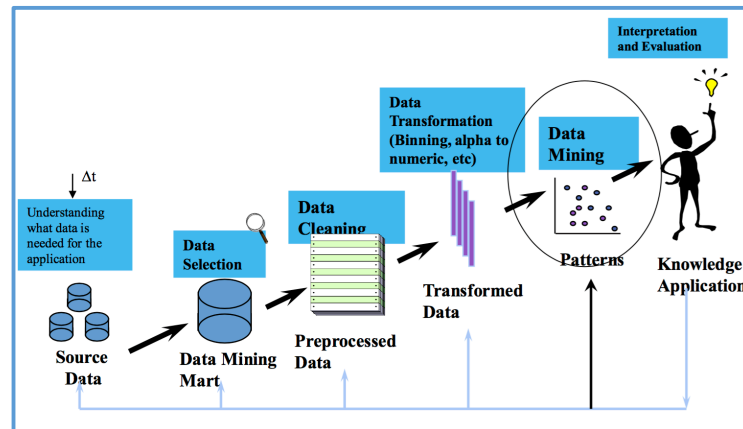 Interpretation
and Evaluation
Data
Transformation
(Binning, alpha to
numeric, etc)
Data
Mining
Δt
Understanding
what data is
needed for the
application
Data
Cleaning
Data
Selection
Patterns
Knowledge
Application
Transformed
Data
Preprocessed
Data
Source
Data
Data Mining
Mart